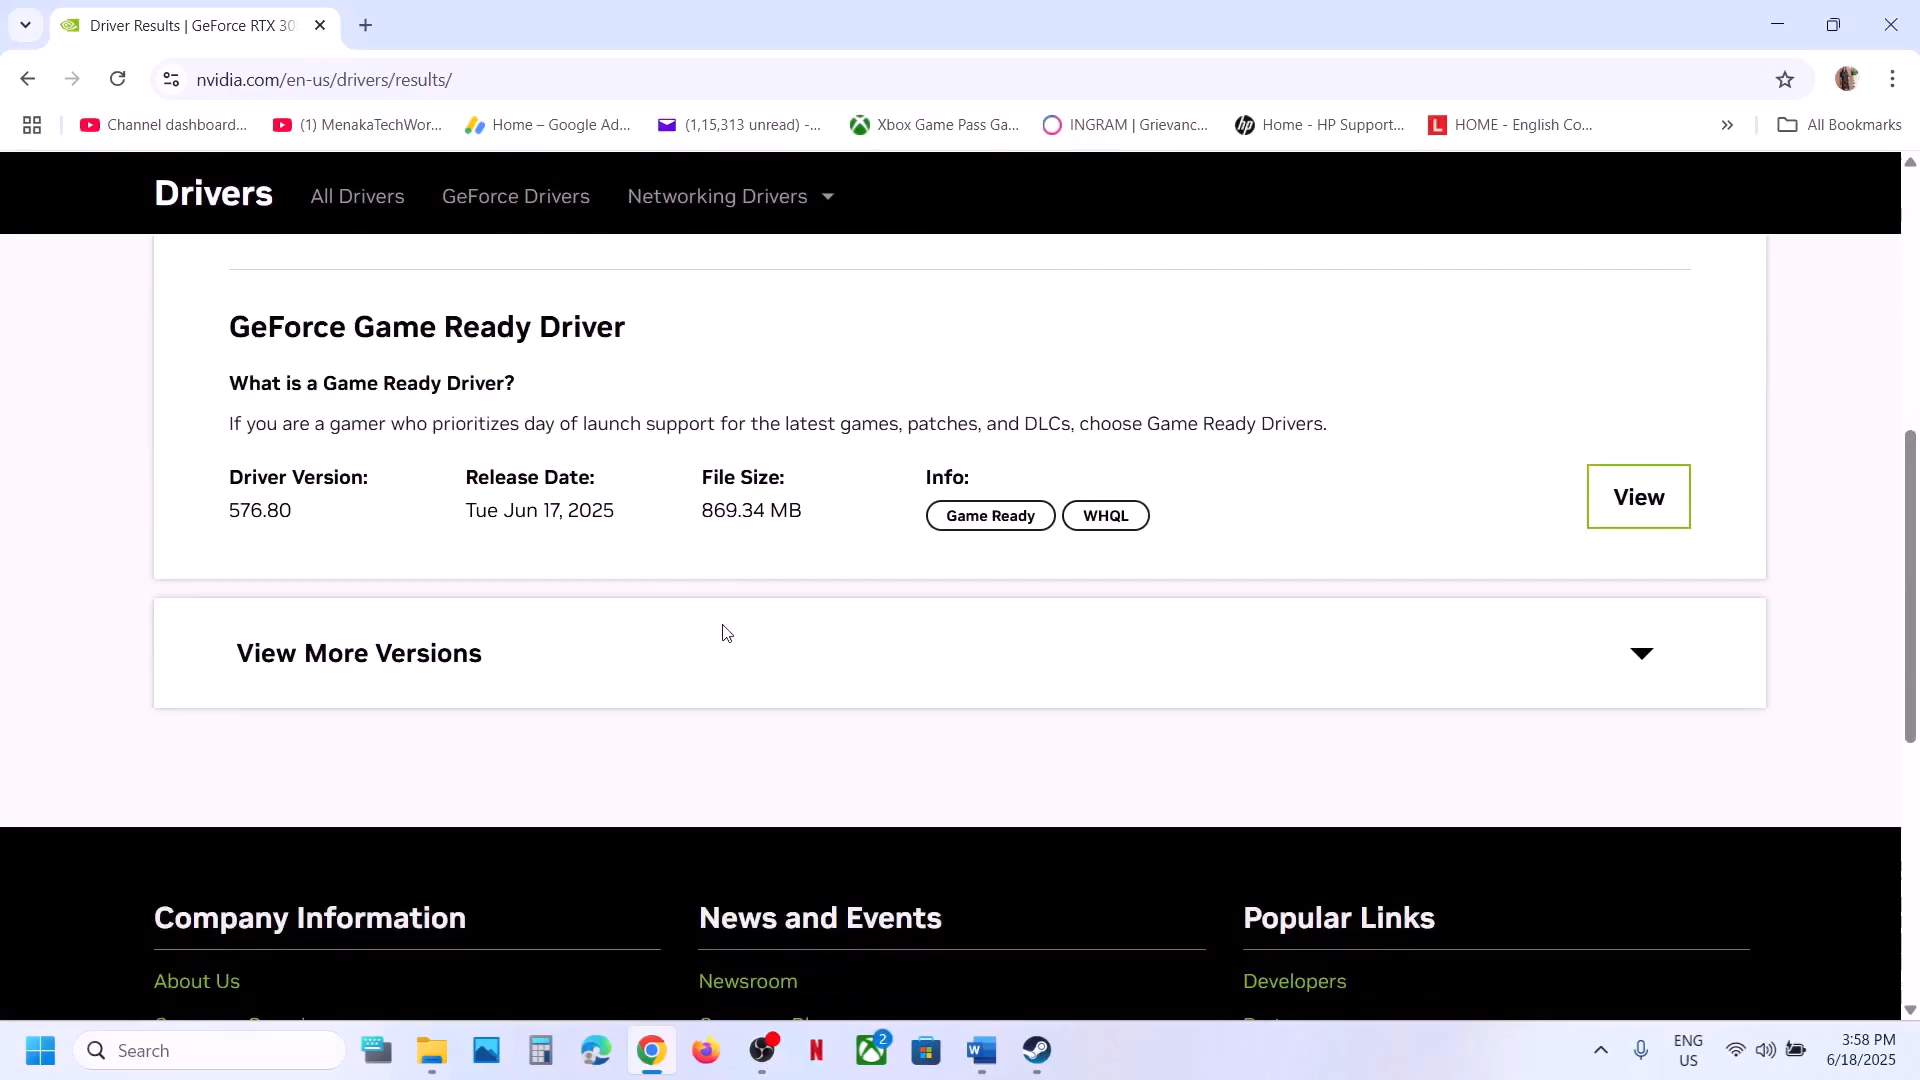 Driver Results | GeForce RTX 30
nvidia.com/en-us/drivers/results/
Channel dashboard...
(1) MenakaTechWor...
Home – Google Ad...
(1,15,313 unread) -...
Xbox Game Pass Ga...
INGRAM | Grievanc...
Home - HP Support...
HOME - English Co...
All Bookmarks
Drivers
All Drivers
GeForce Drivers
Networking Drivers
GeForce Game Ready Driver
What is a Game Ready Driver?
If you are a gamer who prioritizes day of launch support for the latest games, patches, and DLCs, choose Game Ready Drivers.
Driver Version: Release Date: File Size: Info:
576.80 Tue Jun 17, 2025 869.34 MB Game Ready WHQL
View
View More Versions
Company Information
News and Events
Popular Links
About Us
Newsroom
Developers
Search
2
ENG
US
3:58 PM
6/18/2025